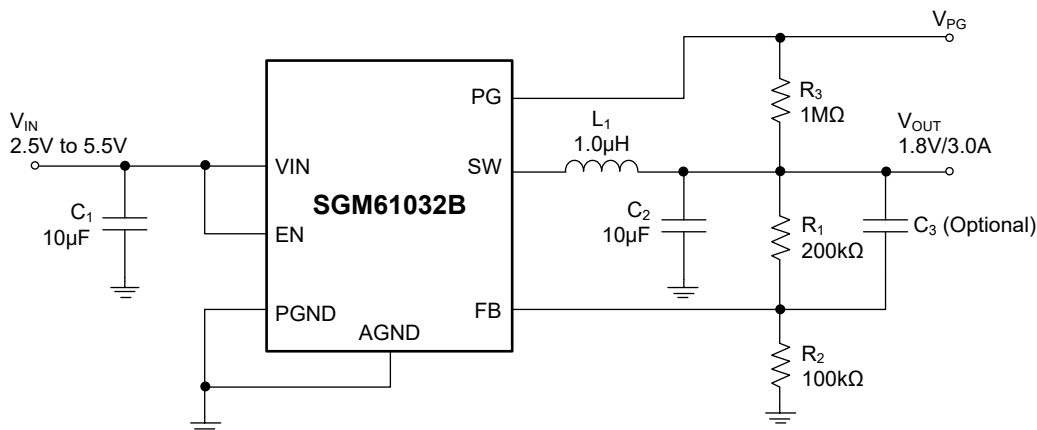 V_PG
PG
R3
1MΩ
L1
1.0μH
VIN
2.5V to 5.5V
VOUT
1.8V/3.0A
VIN
SW
SGM61032B
C1
10μF
EN
C2
10μF
R1
200kΩ
C3 (Optional)
PGND
FB
AGND
R2
100kΩ